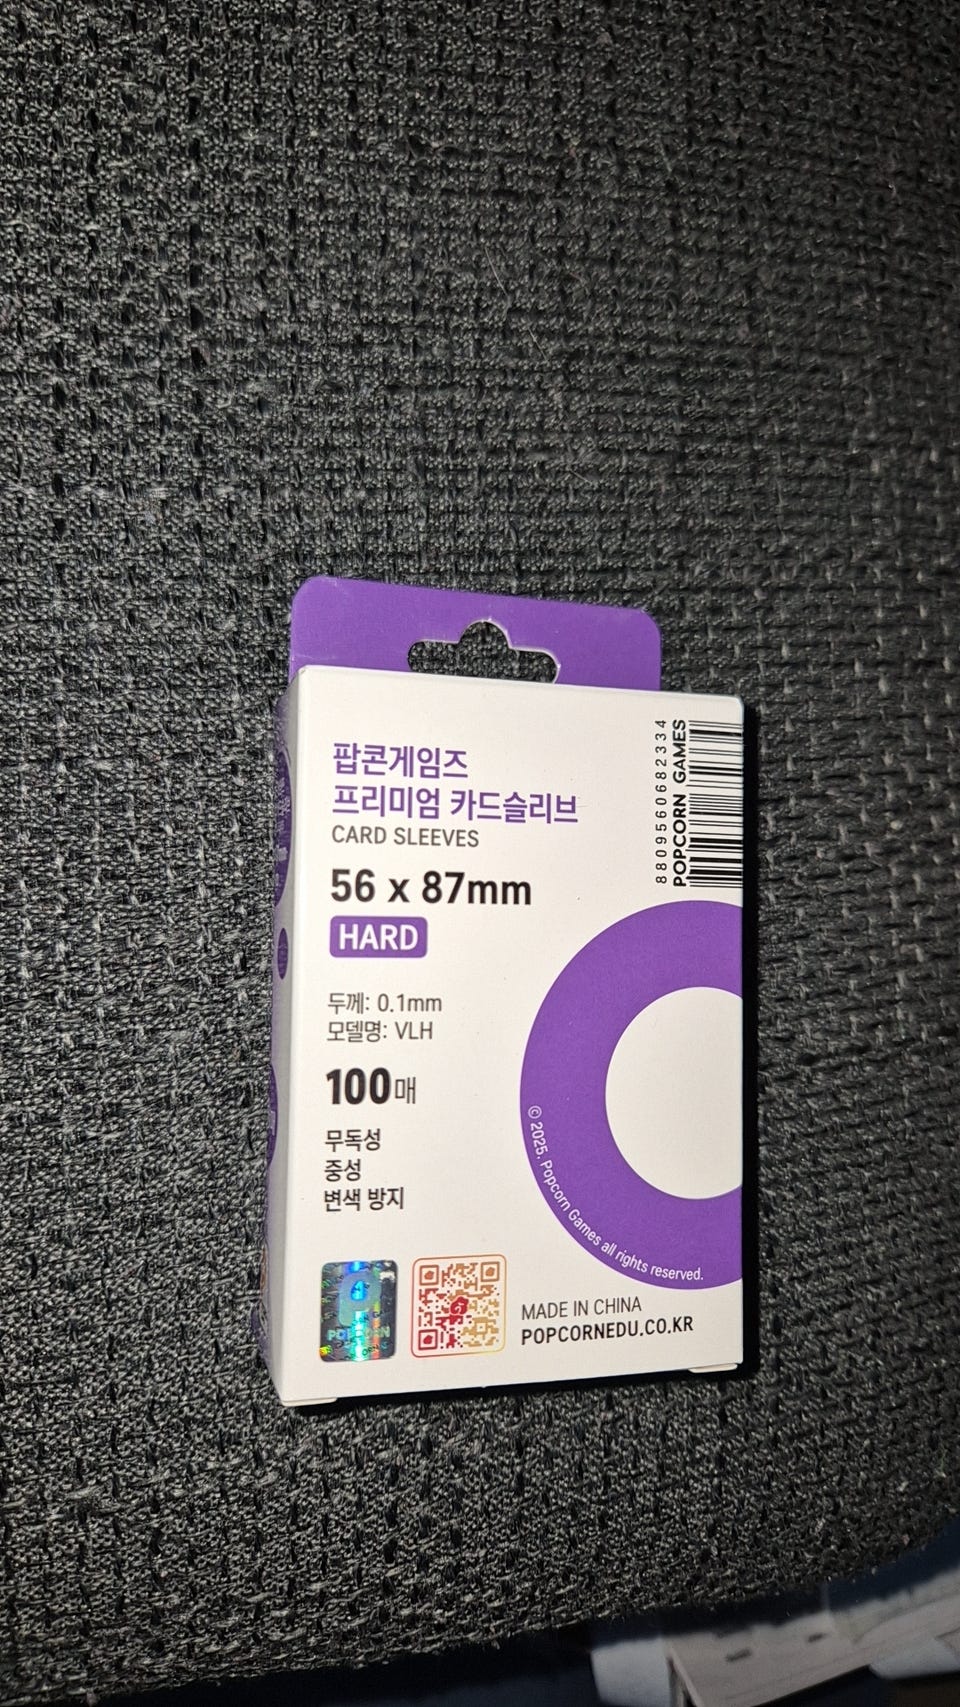 팝콘게임즈
프리미엄 카드슬리브
CARD SLEEVES
56 x 87mm
HARD
두께: 0.1mm
모델명: VLH
100매
무독성
중성
변색 방지
8809560682334
POPCORN GAMES
© 2025. Popcorn Games all rights reserved.
POPCORN
MADE IN CHINA
POPCORNEDU.CO.KR